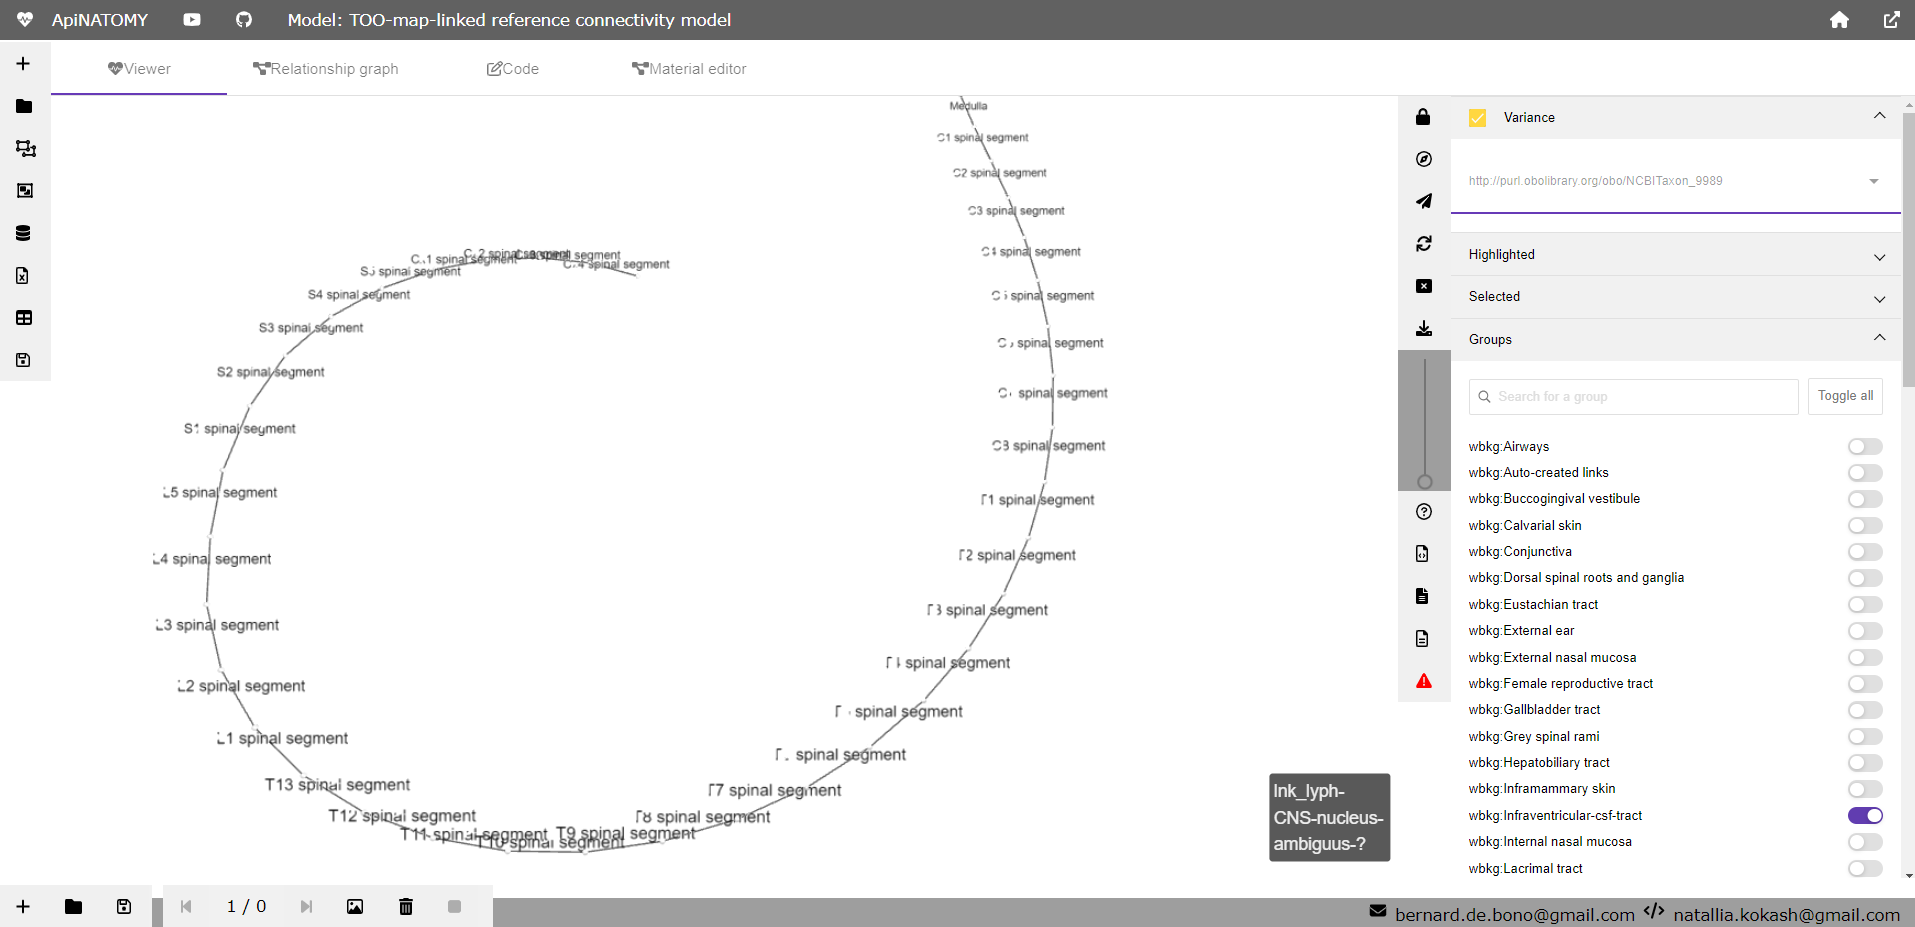 ApiNATOMY
Model: TOO-map-linked reference connectivity model
Viewer
Relationship graph
Code
Material editor
Medulla
C1 spinal segment
C2 spinal segment
C3 spinal segment
C4 spinal segment
spinal segment
spinal segment
spinal segment
C8 spinal segment
T1 spinal segment
T2 spinal segment
T3 spinal segment
T4 spinal segment
spinal segment
spinal segment
T7 spinal segment
T8 spinal segment
T9 spinal segment
T10 spinal segment
T11 spinal segment
T12 spinal segment
T13 spinal segment
L1 spinal segment
L2 spinal segment
L3 spinal segment
L4 spinal segment
L5 spinal segment
S1 spinal segment
S2 spinal segment
S3 spinal segment
S4 spinal segment
spinal segment
spinal segment
spinal segment
spinal segment
spinal segment
lnk_lyph-
CNS-nucleus-
ambiguus-?
Variance
http://purl.obolibrary.org/obo/NCBITaxon_9989
Highlighted
Selected
Groups
Search for a group
Toggle all
wbkg:Airways
wbkg:Auto-created links
wbkg:Buccogingival vestibule
wbkg:Calvarial skin
wbkg:Conjunctiva
wbkg:Dorsal spinal roots and ganglia
wbkg:Eustachian tract
wbkg:External ear
wbkg:External nasal mucosa
wbkg:Female reproductive tract
wbkg:Gallbladder tract
wbkg:Grey spinal rami
wbkg:Hepatobiliary tract
wbkg:Inframammary skin
wbkg:Infraventricular-csf-tract
wbkg:Internal nasal mucosa
wbkg:Lacrimal tract
1 / 0
bernard.de.bono@gmail.com
natallia.kokash@gmail.com